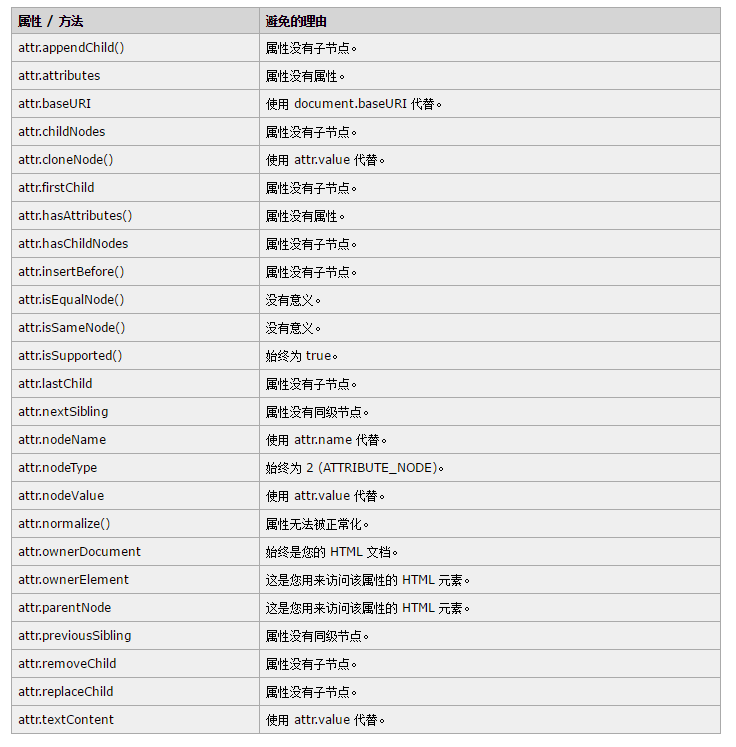 属性 / 方法 避免的理由
attr.appendChild() 属性没有子节点。
attr.attributes 属性没有属性。
attr.baseURI 使用 document.baseURI 代替。
attr.childNodes 属性没有子节点。
attr.cloneNode() 使用 attr.value 代替。
attr.firstChild 属性没有子节点。
attr.hasAttributes() 属性没有属性。
attr.hasChildNodes 属性没有子节点。
attr.insertBefore() 属性没有子节点。
attr.isEqualNode() 没有意义。
attr.isSameNode() 没有意义。
attr.isSupported() 始终为 true。
attr.lastChild 属性没有子节点。
attr.nextSibling 属性没有同级节点。
attr.nodeName 使用 attr.name 代替。
attr.nodeType 始终为 2 (ATTRIBUTE_NODE)。
attr.nodeValue 使用 attr.value 代替。
attr.normalize() 属性无法被正常化。
attr.ownerDocument 始终是您的 HTML 文档。
attr.ownerElement 这是您用来访问该属性的 HTML 元素。
attr.parentNode 这是您用来访问该属性的 HTML 元素。
attr.previousSibling 属性没有同级节点。
attr.removeChild 属性没有子节点。
attr.replaceChild 属性没有子节点。
attr.textContent 使用 attr.value 代替。